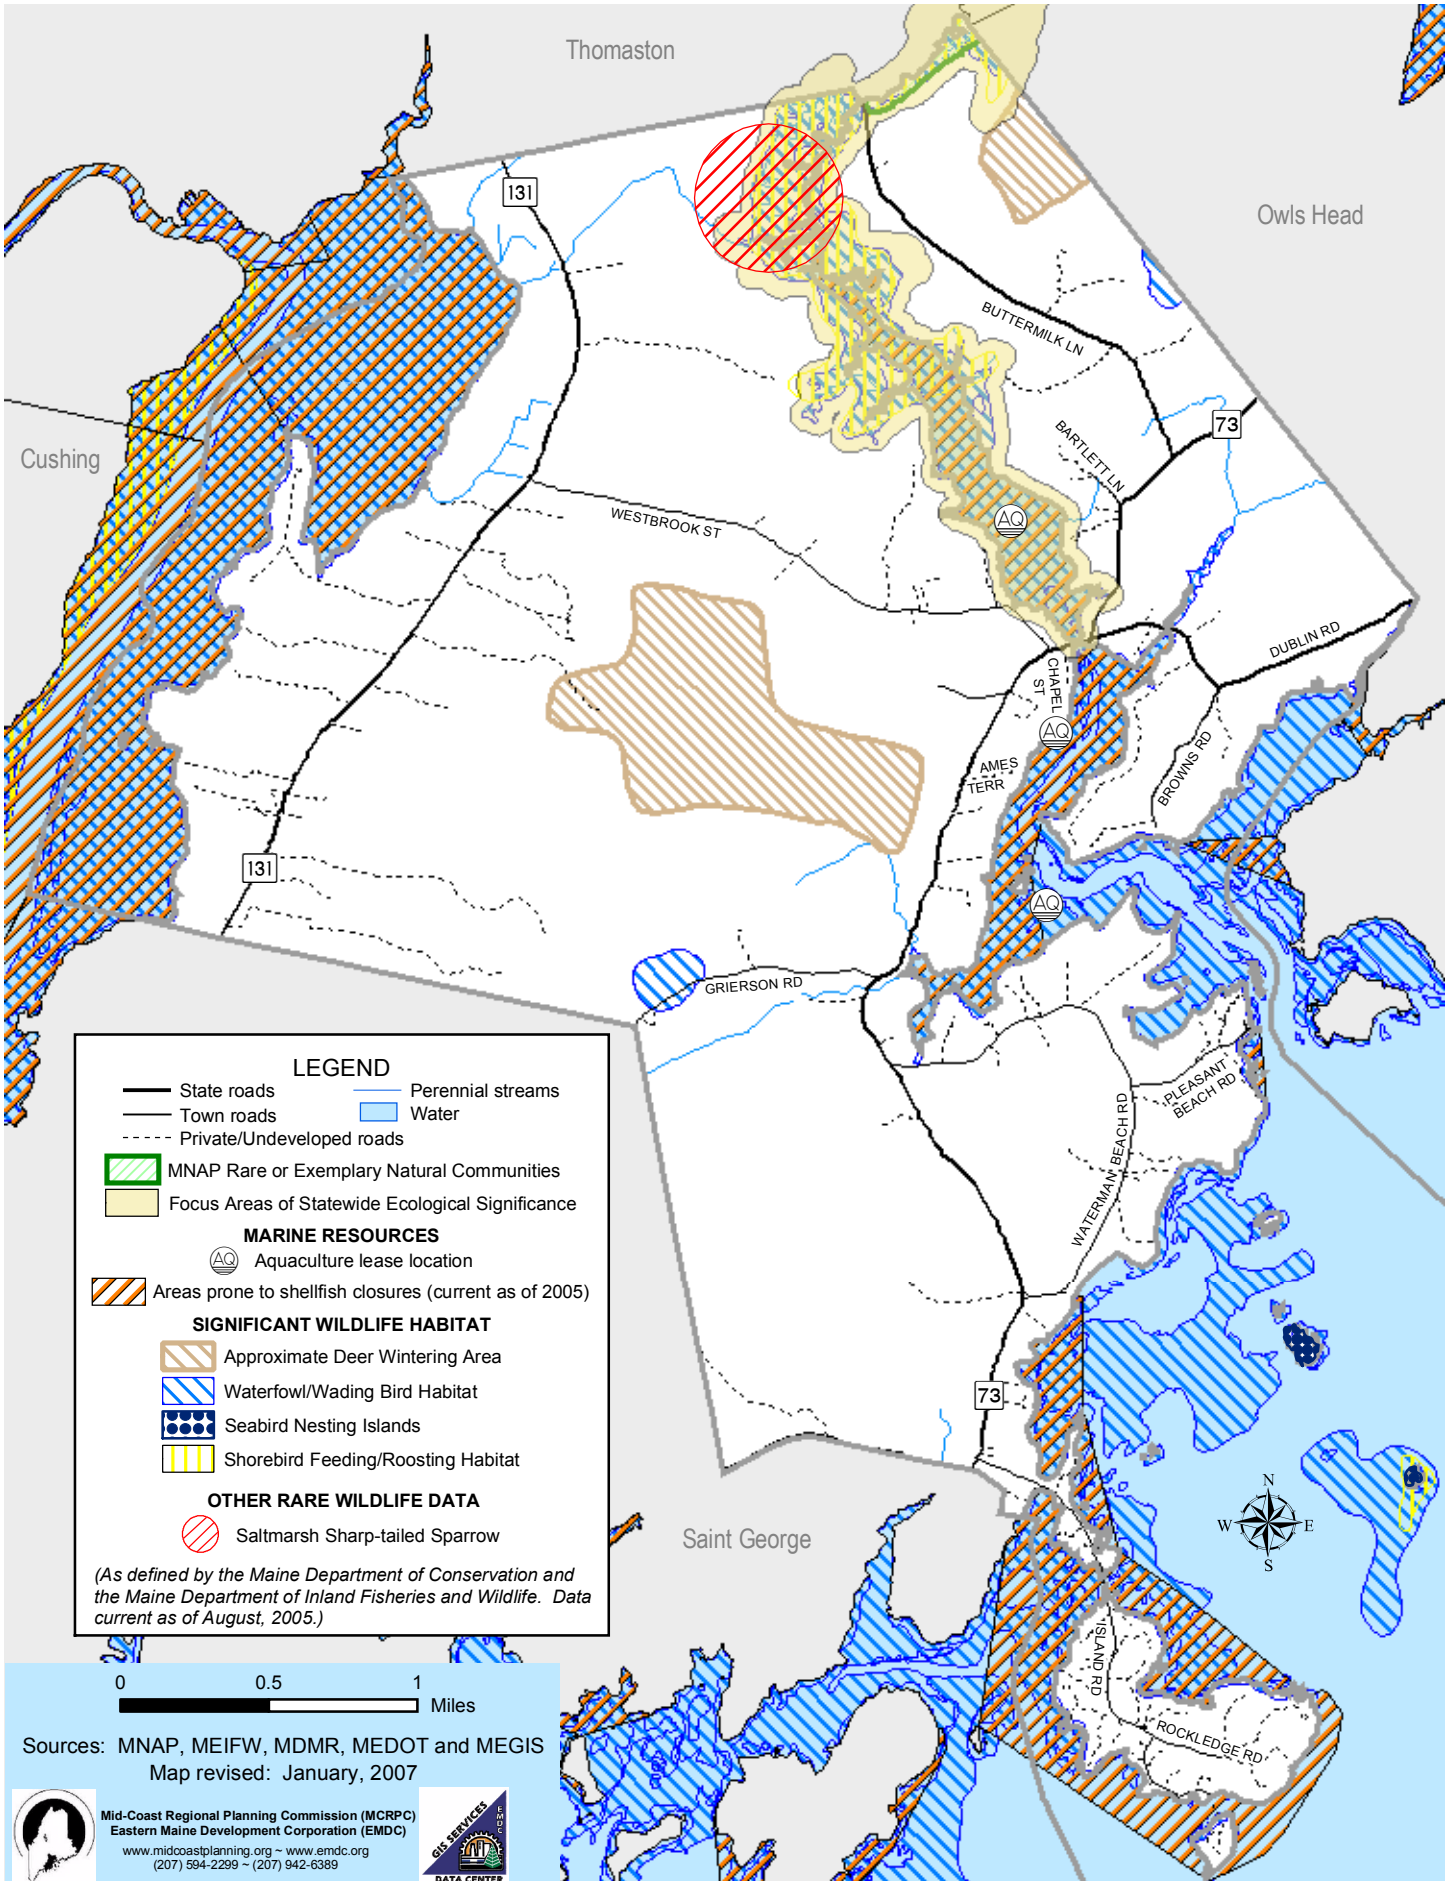 Thomaston
131
Owls Head
BUTTERMILK LN
73
Cushing
BARTLETT LN
WESTBROOK ST
AQ
DUBLIN RD
CHAPEL
ST
AQ
BROWNS RD
AMES
TERR
131
AQ
GRIERSON RD
PLEASANT
BEACH RD
WATERMAN BEACH RD
73
Saint George
N
W
E
S
ISLAND RD
ROCKLEDGE RD
LEGEND
State roads
Perennial streams
Town roads
Water
Private/Undeveloped roads
MNAP Rare or Exemplary Natural Communities
Focus Areas of Statewide Ecological Significance
MARINE RESOURCES
AQ Aquaculture lease location
Areas prone to shellfish closures (current as of 2005)
SIGNIFICANT WILDLIFE HABITAT
Approximate Deer Wintering Area
Waterfowl/Wading Bird Habitat
Seabird Nesting Islands
Shorebird Feeding/Roosting Habitat
OTHER RARE WILDLIFE DATA
Saltmarsh Sharp-tailed Sparrow
(As defined by the Maine Department of Conservation and
the Maine Department of Inland Fisheries and Wildlife. Data
current as of August, 2005.)
0 0.5 1
Miles
Sources: MNAP, MEIFW, MDMR, MEDOT and MEGIS
Map revised: January, 2007
Mid-Coast Regional Planning Commission (MCRPC)
Eastern Maine Development Corporation (EMDC)
www.midcoastplanning.org ~ www.emdc.org
(207) 594-2299 ~ (207) 942-6389
GIS SERVICES
EMDC
DATA CENTER